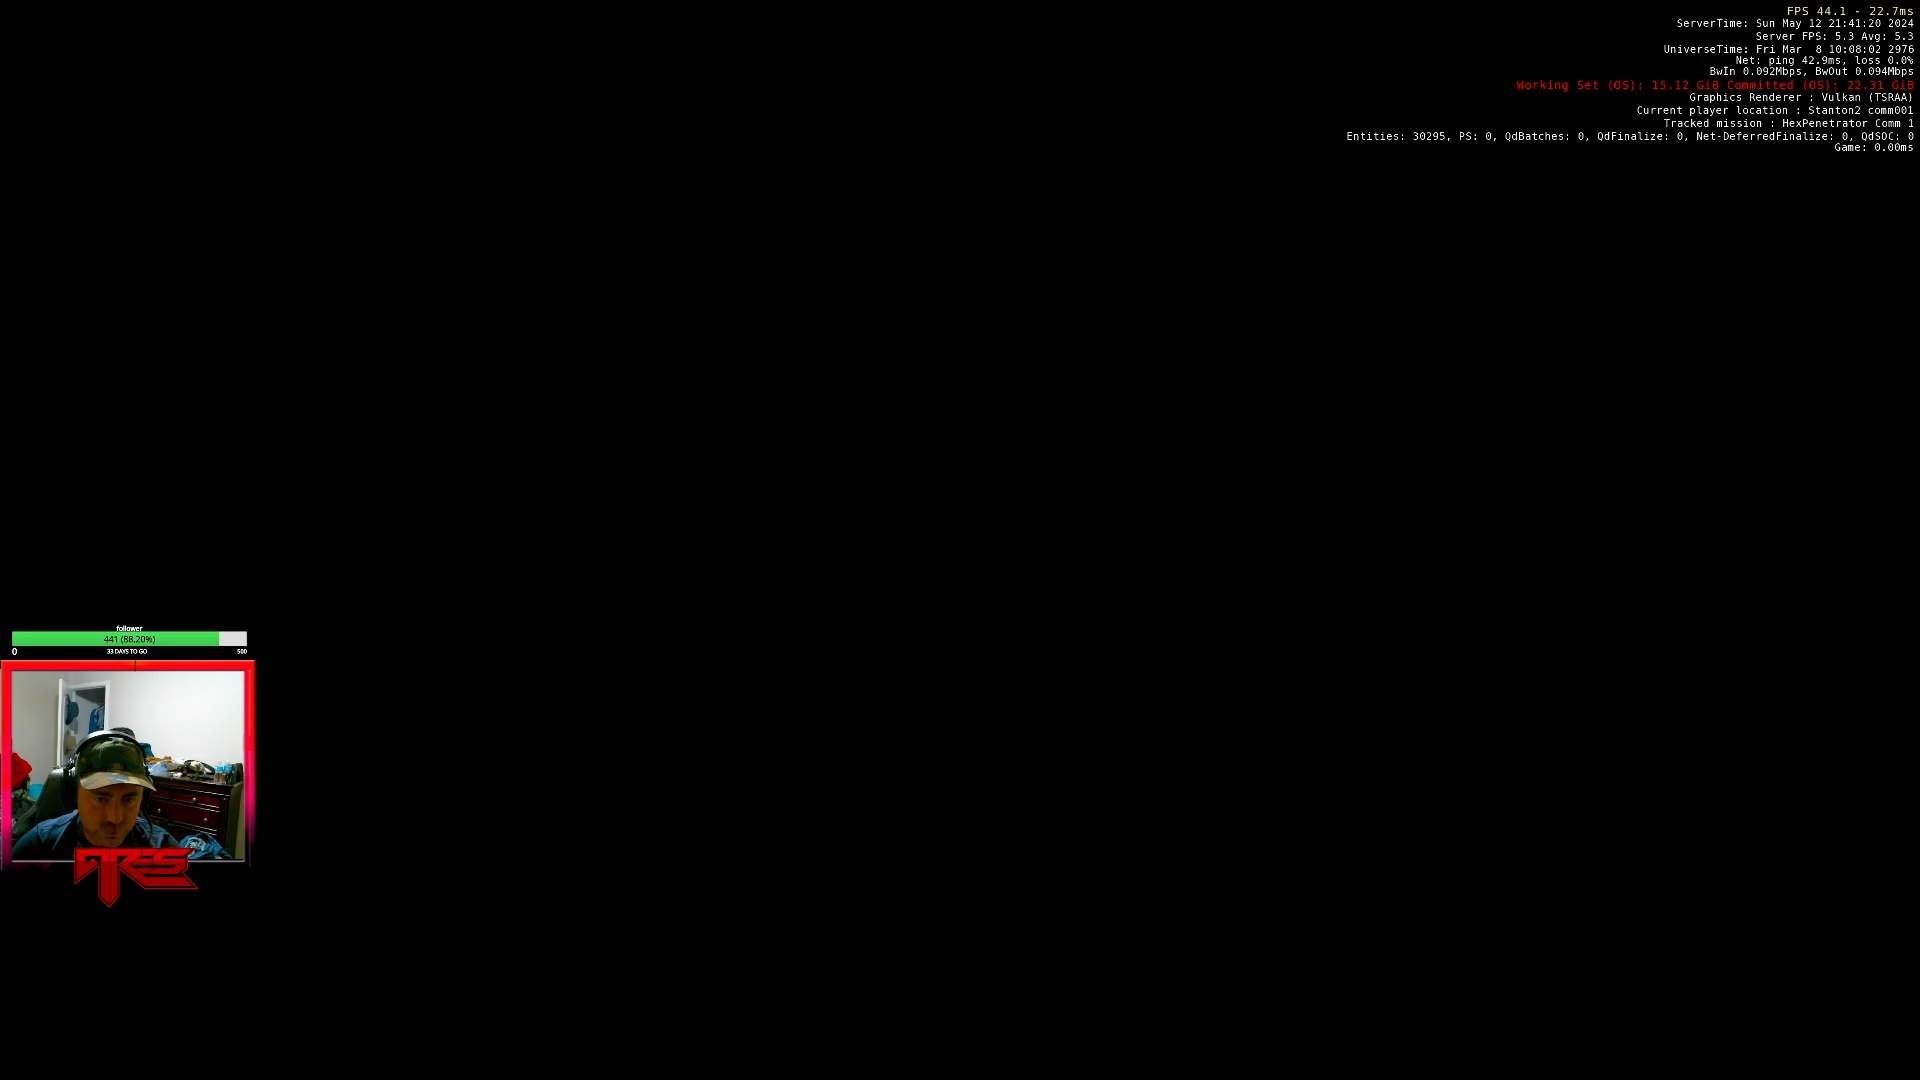 FPS 44.1 - 22.7ms
ServerTime: Sun May 12 21:41:20 2024
Server FPS: 5.3 Avg: 5.3
UniverseTime: Fri Mar  8 10:08:02 2976
Net: ping 42.9ms, loss 0.0%
BwIn 0.092Mbps, BwOut 0.094Mbps
Working Set (OS): 15.12 GiB Committed (OS): 22.31 GiB
Graphics Renderer : Vulkan (TSRAA)
Current player location : Stanton2 comm001
Tracked mission : HexPenetrator Comm 1
Entities: 30295, PS: 0, QdBatches: 0, QdFinalize: 0, Net-DeferredFinalize: 0, QdSOC: 0
Game: 0.00ms
follower
441 (88.20%)
0 33 DAYS TO GO 500
ARES